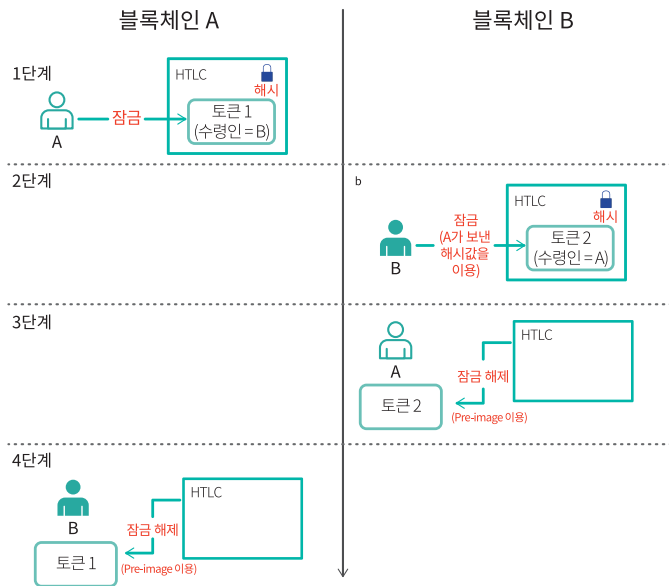 블록체인 A
블록체인 B
1단계
HTLC
해시
A
잠금
토큰 1
(수령인 = B)
2단계
b
HTLC
해시
B
잠금
(A가 보낸
해시값을
이용)
토큰 2
(수령인 = A)
3단계
HTLC
A
잠금 해제
토큰 2
(Pre-image 이용)
4단계
HTLC
B
잠금 해제
토큰 1
(Pre-image 이용)